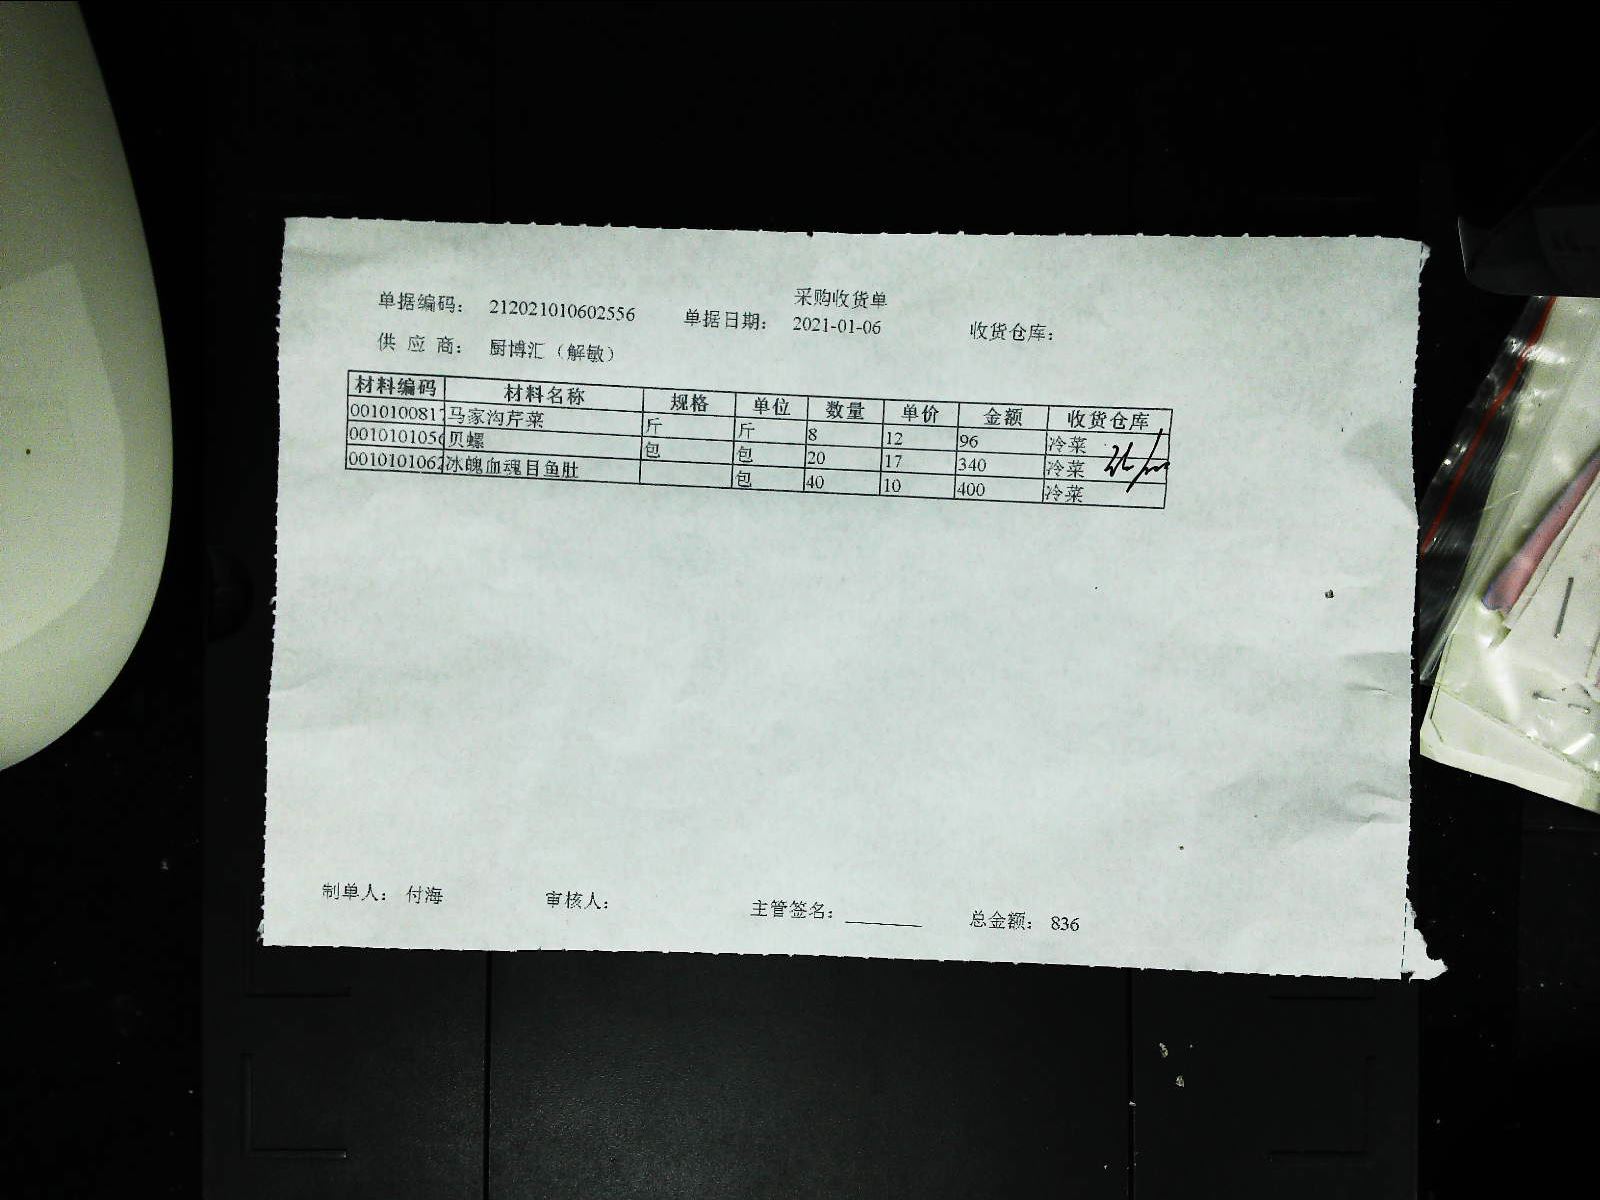 采购收货单
单据编码： 212021010602556 单据日期： 2021-01-06 收货仓库：
供 应 商： 厨博汇（解敏）
材料编码 材料名称 规格 单位 数量 单价 金额 收货仓库
0010100817 马家沟芹菜 斤 斤 8 12 96 冷菜
001010105 贝螺 包 包 20 17 340 冷菜
0010101062 冰魄血魂目鱼肚 包 40 10 400 冷菜
制单人： 付海 审核人： 主管签名： 总金额： 836